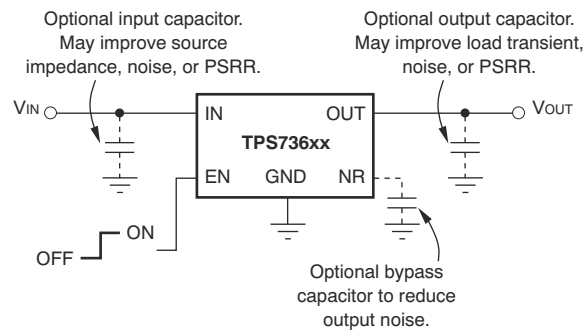 Optional input capacitor.
May improve source
impedance, noise, or PSRR.
Optional output capacitor.
May improve load transient,
noise, or PSRR.
VIN
IN
OUT
VOUT
TPS736xx
EN
GND
NR
OFF
ON
Optional bypass
capacitor to reduce
output noise.